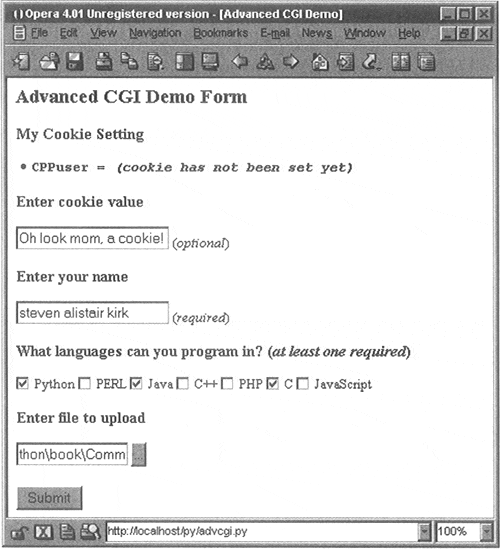 Opera 4.01 Unregistered version - [Advanced CGI Demo]
File Edit View Navigation Bookmarks E-mail News Window Help
Advanced CGI Demo Form
My Cookie Setting
• CPPuser = (cookie has not been set yet)
Enter cookie value
Oh look mom, a cookie! (optional)
Enter your name
steven alistair kirk (required)
What languages can you program in? (at least one required)
Python PERL Java C++ PHP C JavaScript
Enter file to upload
thon\book\Comm ...
Submit
http://localhost/py/advcgi.py 100%